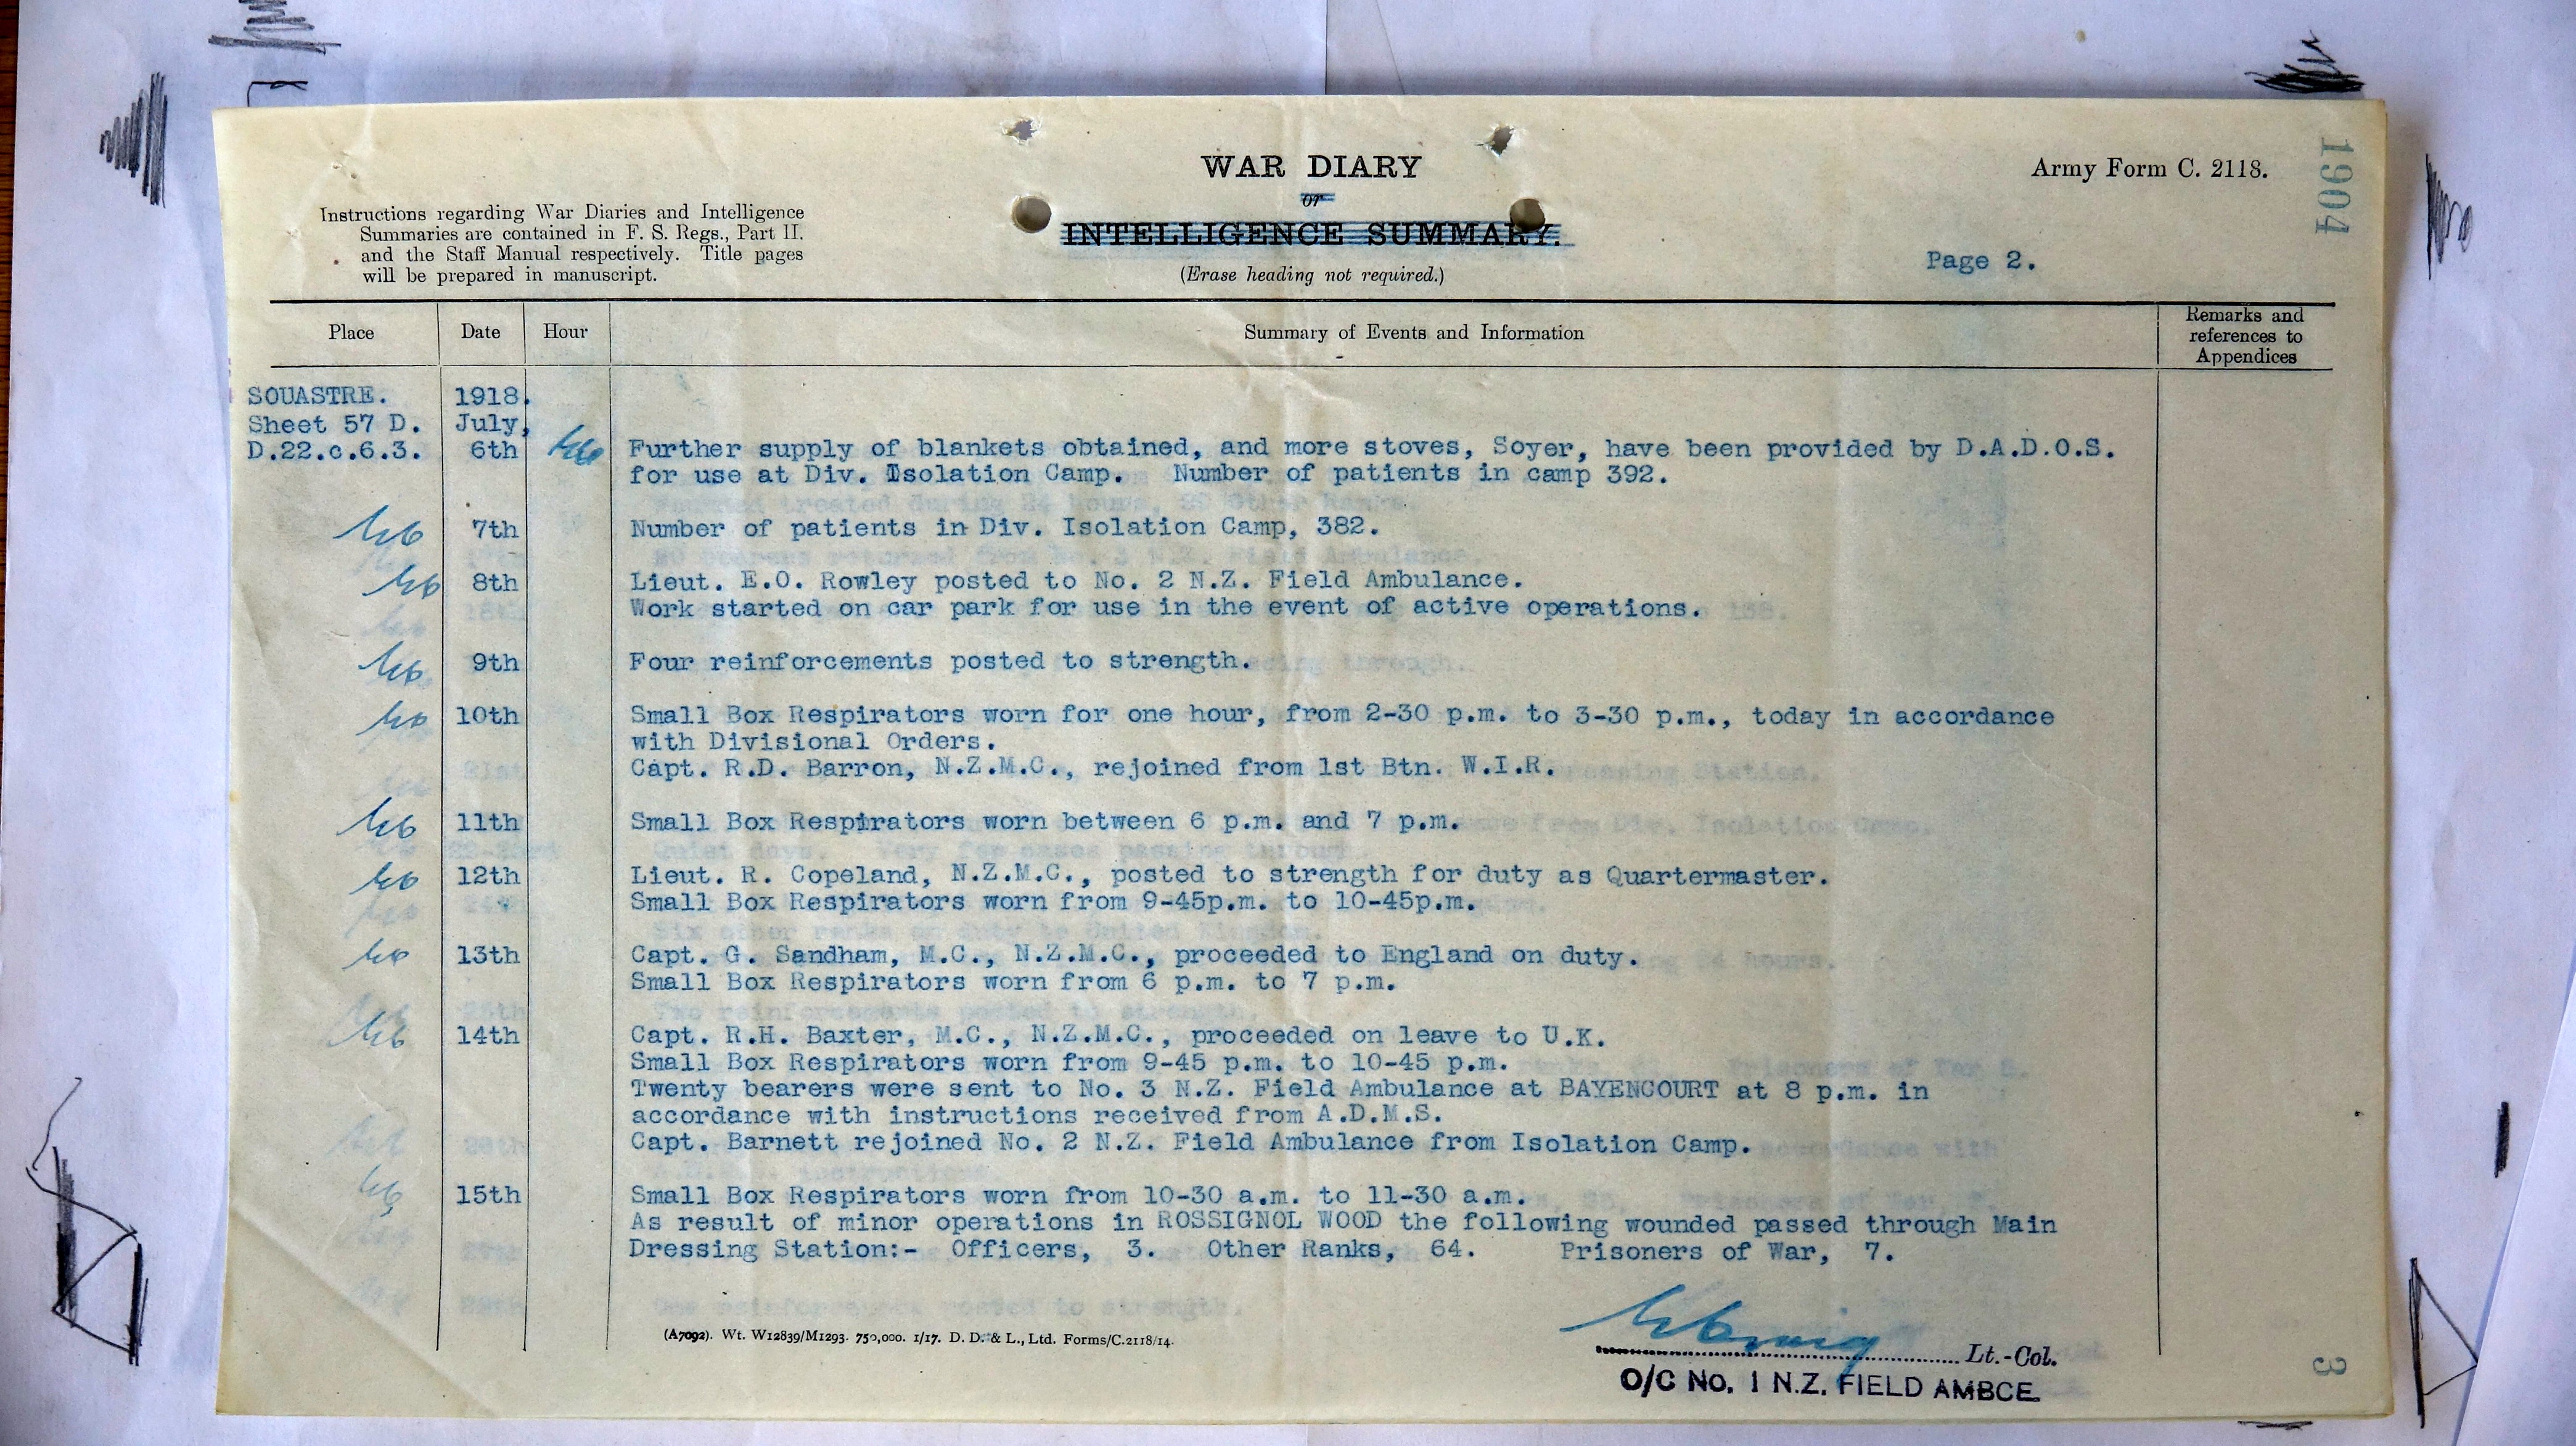 WAR DIARY
or
INTELLIGENCE SUMMARY.
(Erase heading not required.)
Army Form C. 2118.
1904
Instructions regarding War Diaries and Intelligence
Summaries are contained in F. S. Regs., Part II.
and the Staff Manual respectively. Title pages
will be prepared in manuscript.
Page 2.
Place Date Hour Summary of Events and Information Remarks and references to Appendices
SOUASTRE. 1918.
Sheet 57 D. July,
D.22.c.6.3. 6th Further supply of blankets obtained, and more stoves, Soyer, have been provided by D.A.D.O.S.
for use at Div. Isolation Camp. Number of patients in camp 392.
7th Number of patients in Div. Isolation Camp, 382.
8th Lieut. E.O. Rowley posted to No. 2 N.Z. Field Ambulance.
Work started on car park for use in the event of active operations.
9th Four reinforcements posted to strength.
10th Small Box Respirators worn for one hour, from 2-30 p.m. to 3-30 p.m., today in accordance
with Divisional Orders.
Capt. R.D. Barron, N.Z.M.C., rejoined from 1st Btn. W.I.R.
11th Small Box Respirators worn between 6 p.m. and 7 p.m.
12th Lieut. R. Copeland, N.Z.M.C., posted to strength for duty as Quartermaster.
Small Box Respirators worn from 9-45p.m. to 10-45p.m.
13th Capt. G. Sandham, M.C., N.Z.M.C., proceeded to England on duty.
Small Box Respirators worn from 6 p.m. to 7 p.m.
14th Capt. R.H. Baxter, M.C., N.Z.M.C., proceeded on leave to U.K.
Small Box Respirators worn from 9-45 p.m. to 10-45 p.m.
Twenty bearers were sent to No. 3 N.Z. Field Ambulance at BAYENCOURT at 8 p.m. in
accordance with instructions received from A.D.M.S.
Capt. Barnett rejoined No. 2 N.Z. Field Ambulance from Isolation Camp.
15th Small Box Respirators worn from 10-30 a.m. to 11-30 a.m.
As result of minor operations in ROSSIGNOL WOOD the following wounded passed through Main
Dressing Station:- Officers, 3. Other Ranks, 64. Prisoners of War, 7.
(A7092). Wt. W12839/M1293. 750,000. 1/17. D. D. & L., Ltd. Forms/C.2118/14.
Lt.-Col.
O/C No. 1 N.Z. FIELD AMBCE.
3